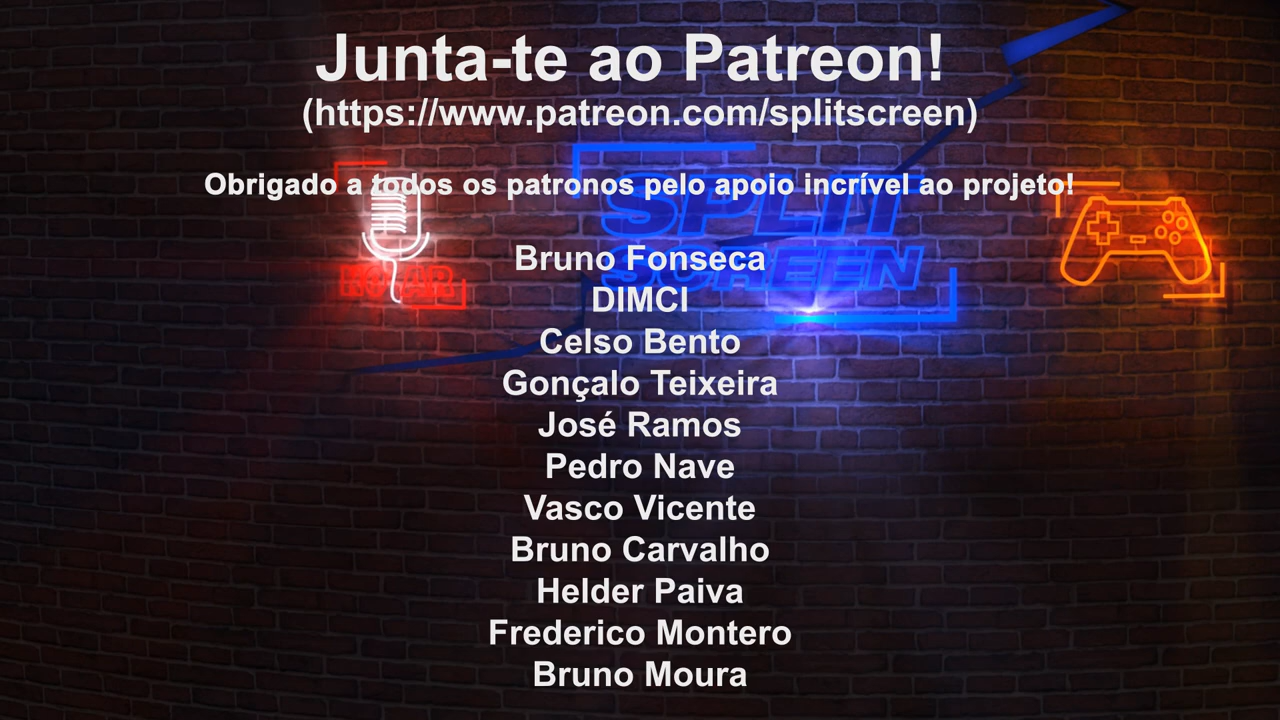 Junta-te ao Patreon!
(https://www.patreon.com/splitscreen)
Obrigado a todos os patronos pelo apoio incrível ao projeto!
SPLIT
SCREEN
Bruno Fonseca
DIMCI
Celso Bento
Gonçalo Teixeira
José Ramos
Pedro Nave
Vasco Vicente
Bruno Carvalho
Helder Paiva
Frederico Montero
Bruno Moura